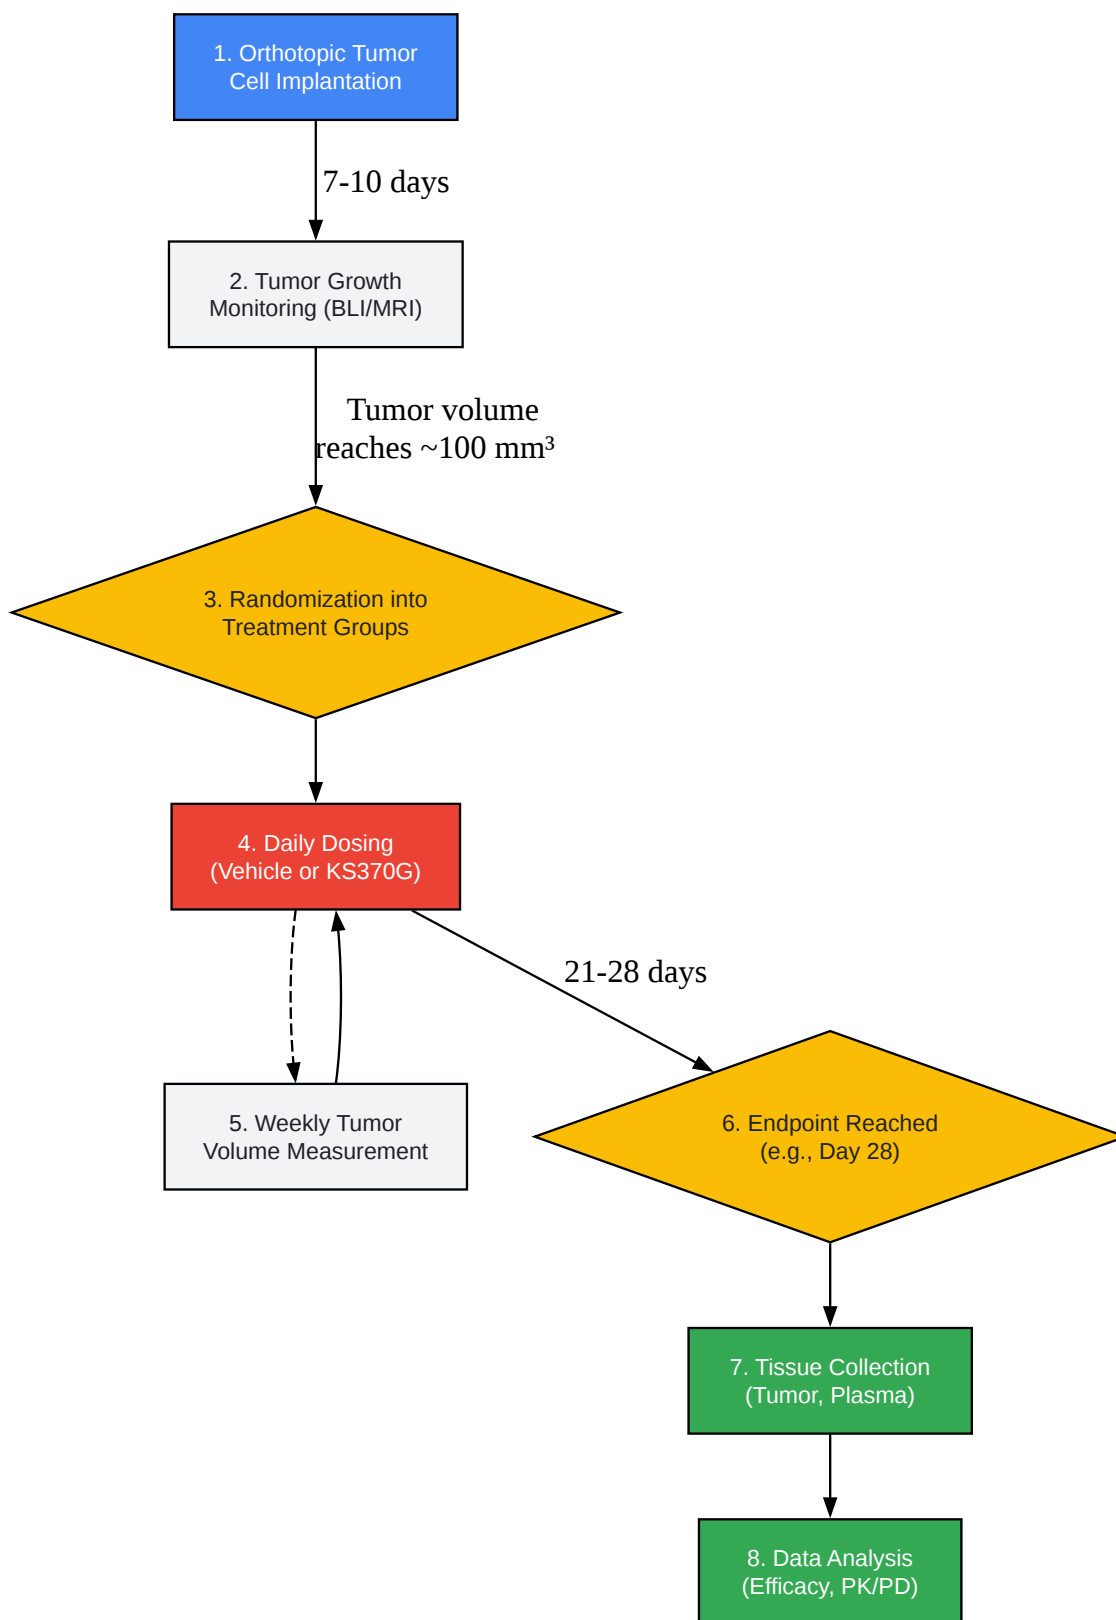 1. Orthotopic Tumor
Cell Implantation
7-10 days
2. Tumor Growth
Monitoring (BLI/MRI)
Tumor volume
reaches ~100 mm³
3. Randomization into
Treatment Groups
4. Daily Dosing
(Vehicle or KS370G)
21-28 days
5. Weekly Tumor
Volume Measurement
6. Endpoint Reached
(e.g., Day 28)
7. Tissue Collection
(Tumor, Plasma)
8. Data Analysis
(Efficacy, PK/PD)